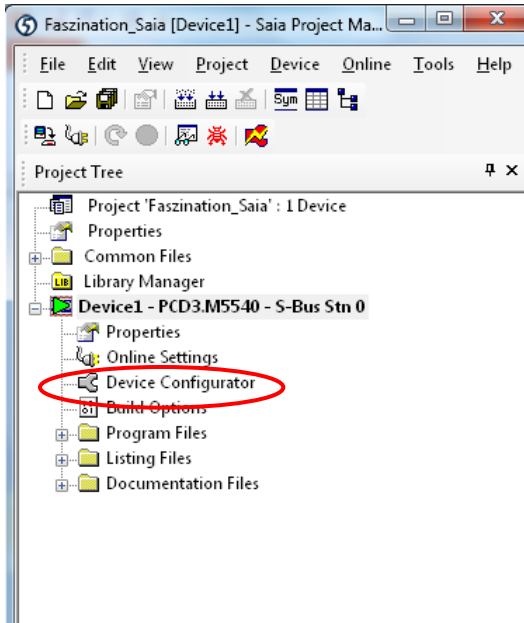 Faszination_Saia [Device1] - Saia Project Ma...
File Edit View Project Device Online Tools Help
Sym
Project Tree
Project 'Faszination_Saia' : 1 Device
Properties
Common Files
LIB Library Manager
Device1 - PCD3.M5540 - S-Bus Stn 0
Properties
Online Settings
Device Configurator
01 Build Options
Program Files
Listing Files
Documentation Files